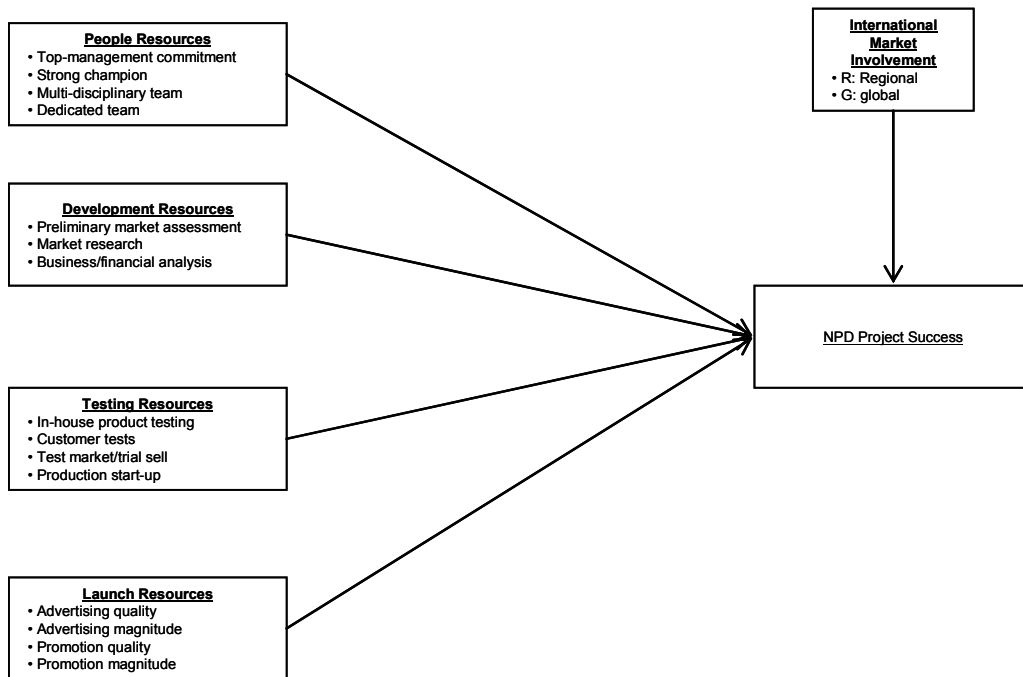 People Resources
• Top-management commitment
• Strong champion
• Multi-disciplinary team
• Dedicated team
International
Market
Involvement
• R: Regional
• G: global
Development Resources
• Preliminary market assessment
• Market research
• Business/financial analysis
NPD Project Success
Testing Resources
• In-house product testing
• Customer tests
• Test market/trial sell
• Production start-up
Launch Resources
• Advertising quality
• Advertising magnitude
• Promotion quality
• Promotion magnitude